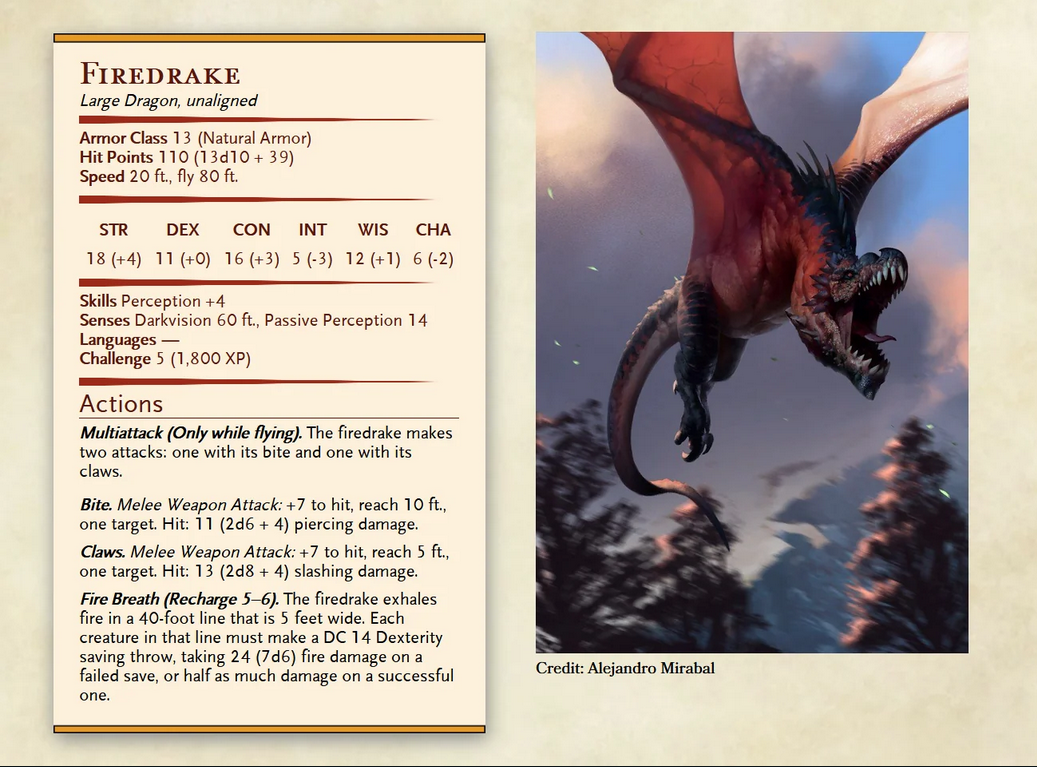 Firedrake
Large Dragon, unaligned
Armor Class 13 (Natural Armor)
Hit Points 110 (13d10 + 39)
Speed 20 ft., fly 80 ft.
STR DEX CON INT WIS CHA
18 (+4) 11 (+0) 16 (+3) 5 (-3) 12 (+1) 6 (-2)
Skills Perception +4
Senses Darkvision 60 ft., Passive Perception 14
Languages —
Challenge 5 (1,800 XP)
Actions
Multiattack (Only while flying). The firedrake makes
two attacks: one with its bite and one with its
claws.
Bite. Melee Weapon Attack: +7 to hit, reach 10 ft.,
one target. Hit: 11 (2d6 + 4) piercing damage.
Claws. Melee Weapon Attack: +7 to hit, reach 5 ft.,
one target. Hit: 13 (2d8 + 4) slashing damage.
Fire Breath (Recharge 5–6). The firedrake exhales
fire in a 40-foot line that is 5 feet wide. Each
creature in that line must make a DC 14 Dexterity
saving throw, taking 24 (7d6) fire damage on a
failed save, or half as much damage on a successful
one.
Credit: Alejandro Mirabal